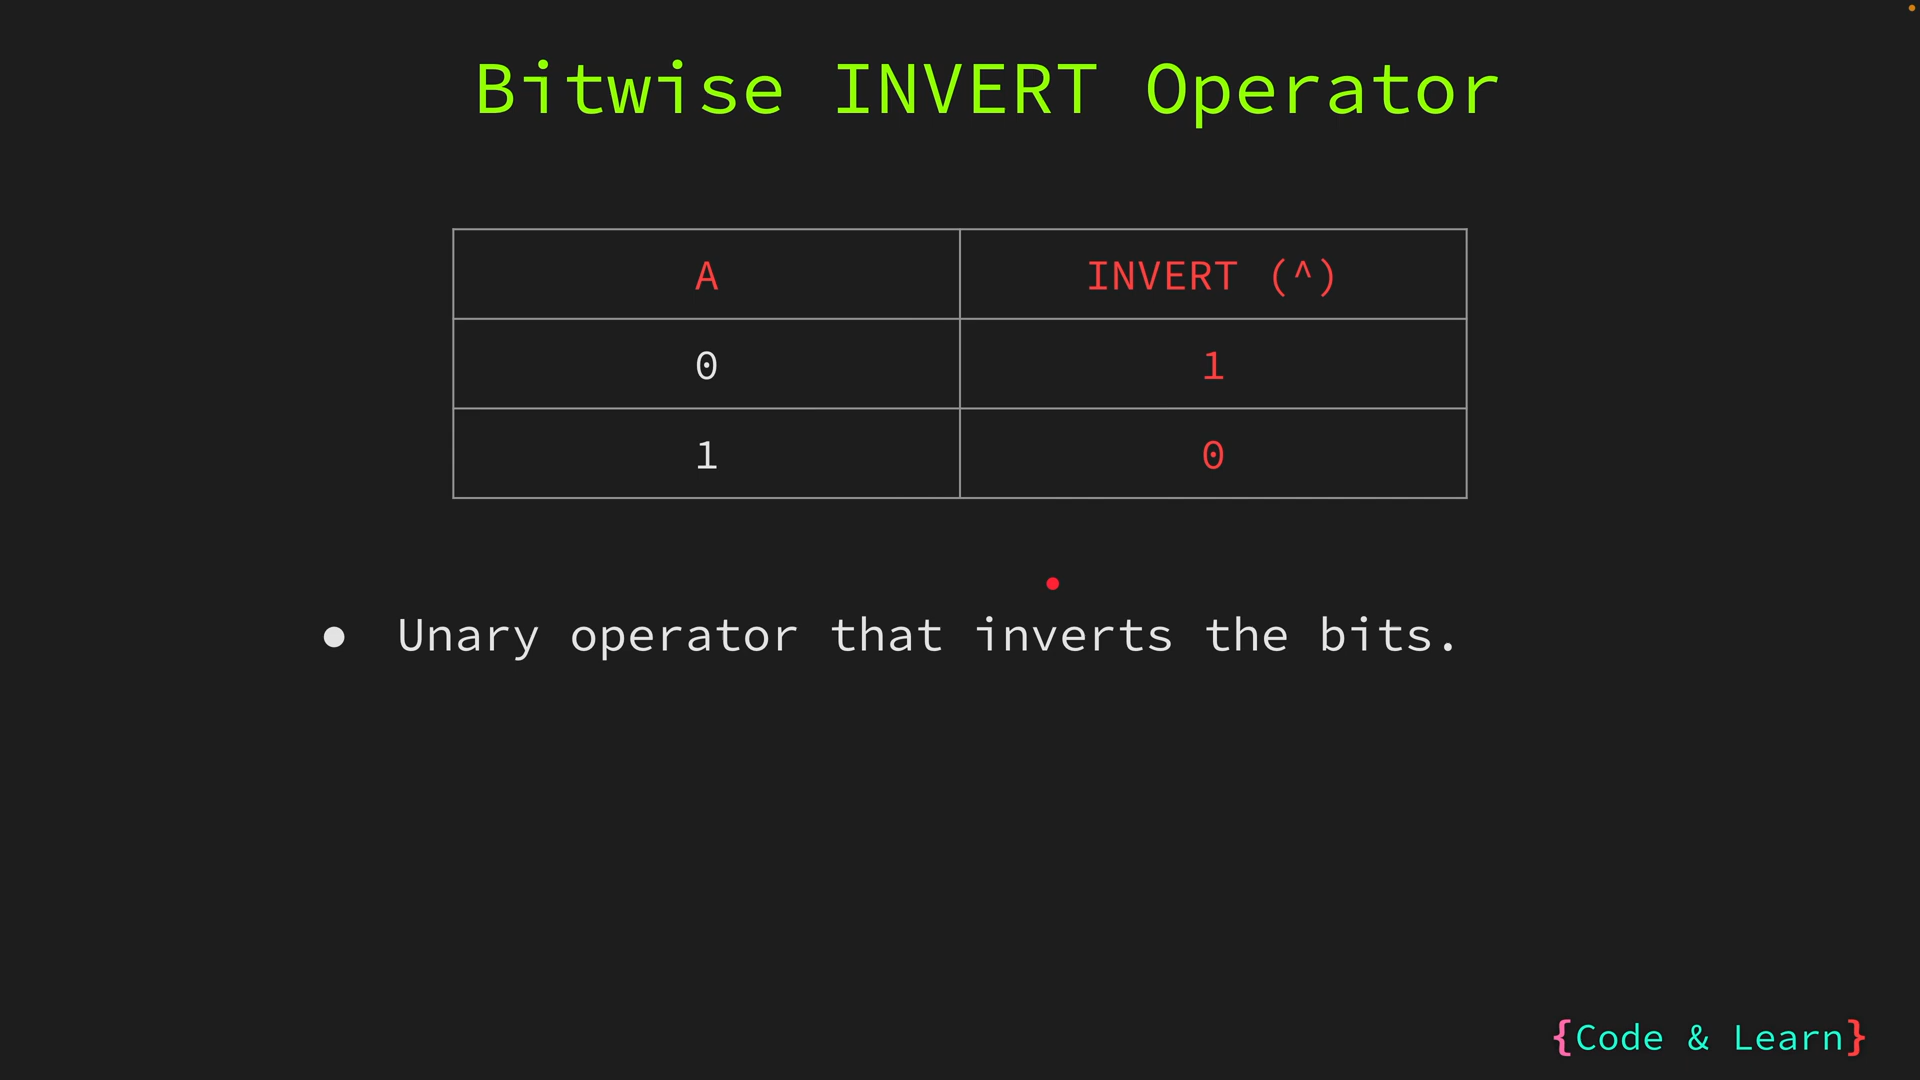 Bitwise INVERT Operator
A INVERT (^)
0 1
1 0
● Unary operator that inverts the bits.
{Code & Learn}